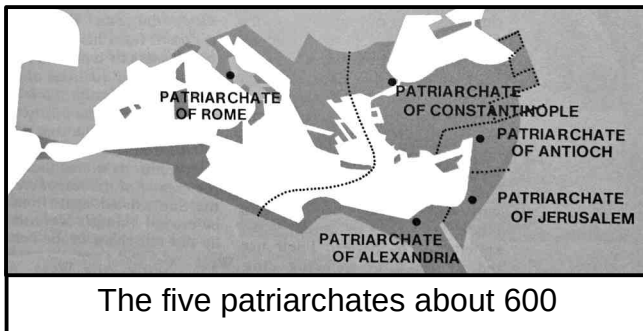 PATRIARCHATE
OF ROME
PATRIARCHATE
OF CONSTANTINOPLE
PATRIARCHATE
OF ANTIOCH
PATRIARCHATE
OF JERUSALEM
PATRIARCHATE
OF ALEXANDRIA
The five patriarchates about 600